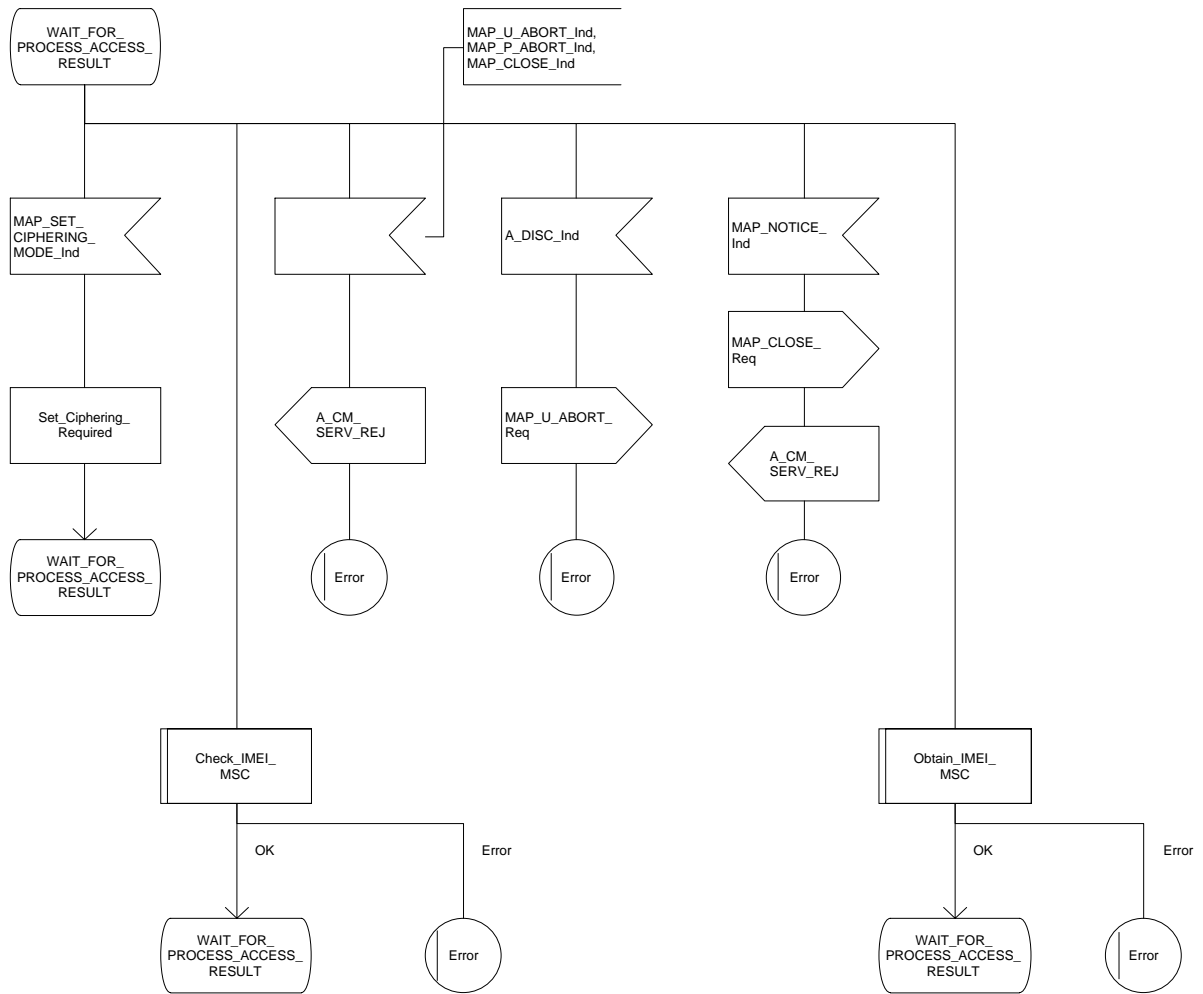 WAIT_FOR_
PROCESS_ACCESS_
RESULT
MAP_U_ABORT_Ind,
MAP_P_ABORT_Ind,
MAP_CLOSE_Ind
MAP_SET_
CIPHERING_
MODE_Ind
A_DISC_Ind
MAP_NOTICE_
Ind
MAP_CLOSE_
Req
Set_Ciphering_
Required
A_CM_
SERV_REJ
MAP_U_ABORT_
Req
A_CM_
SERV_REJ
WAIT_FOR_
PROCESS_ACCESS_
RESULT
Error
Error
Error
Check_IMEI_
MSC
Obtain_IMEI_
MSC
OK
Error
OK
Error
WAIT_FOR_
PROCESS_ACCESS_
RESULT
Error
WAIT_FOR_
PROCESS_ACCESS_
RESULT
Error